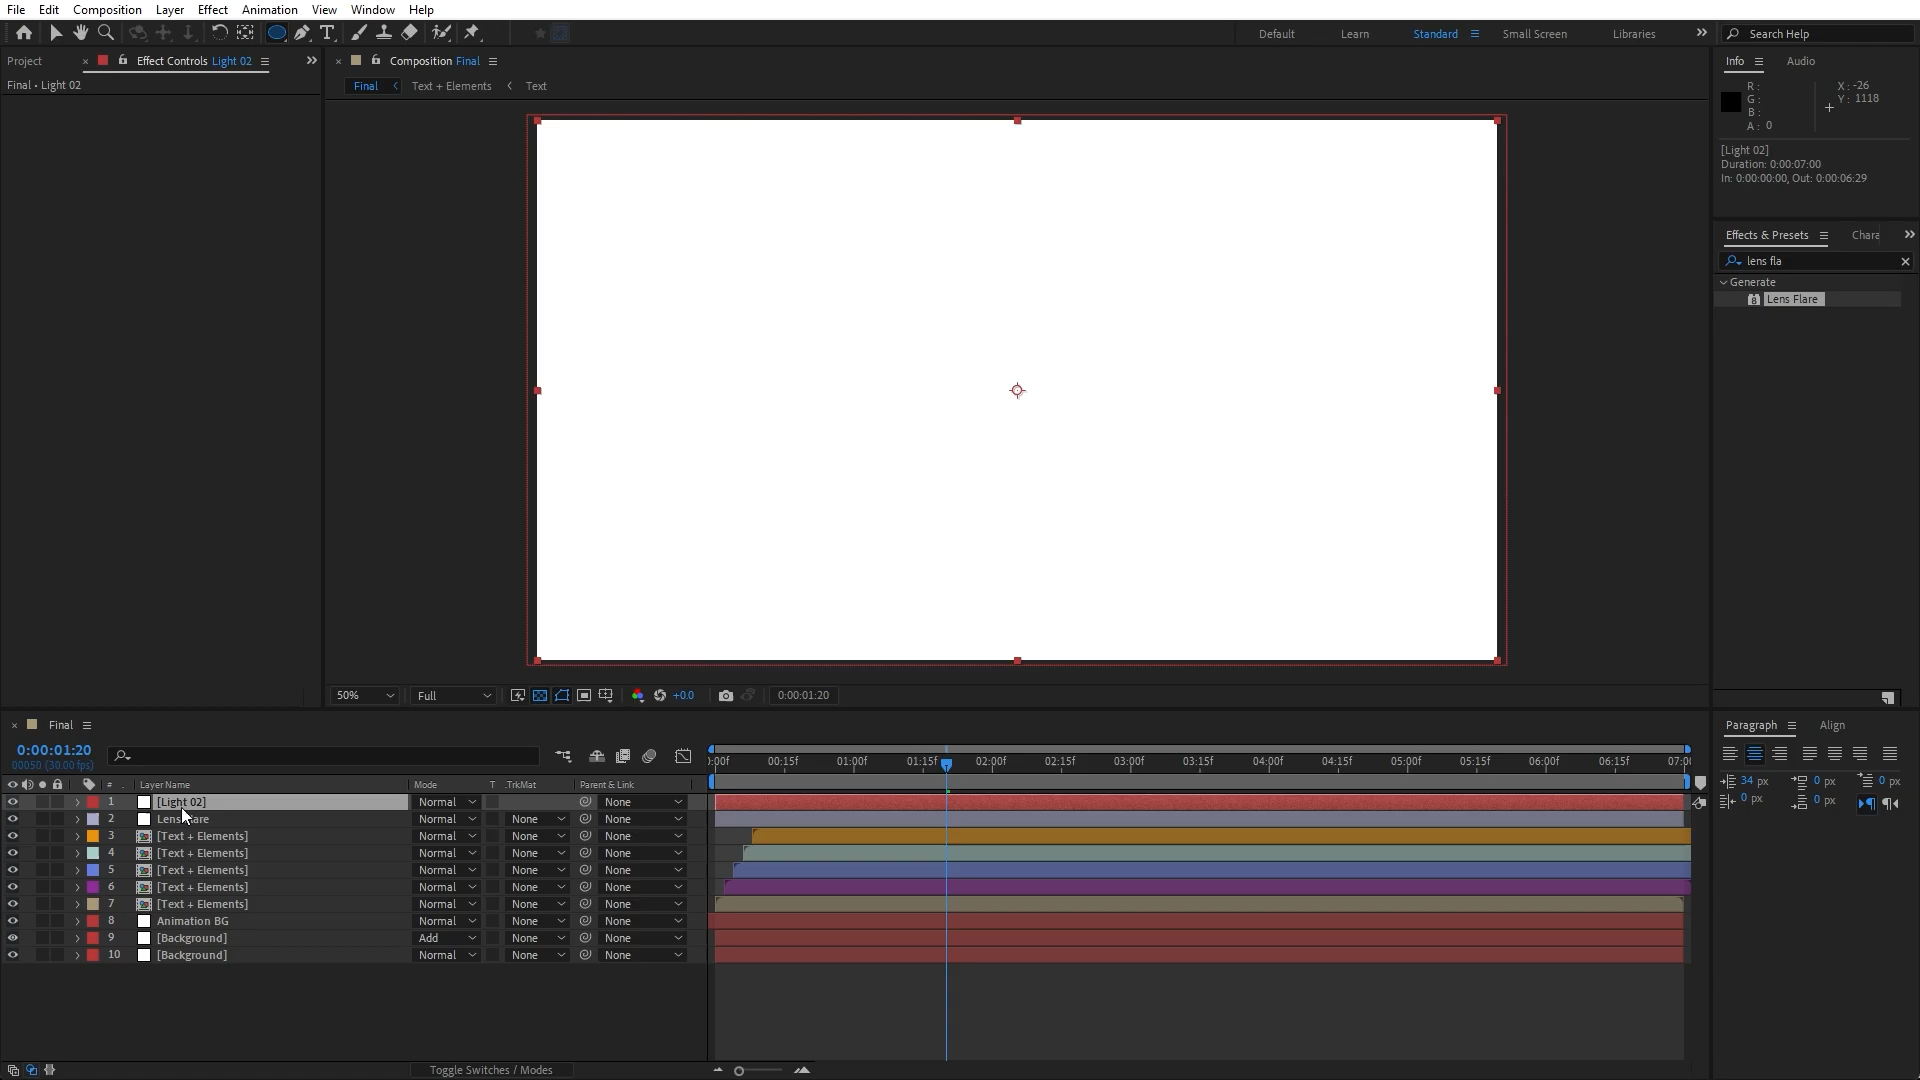 File Edit Composition Layer Effect Animation View Window Help
Default Learn Standard Small Screen Libraries Search Help
Project Effect Controls Light 02
Final • Light 02
Composition Final
Final Text + Elements Text
Info Audio
R :
G :
B :
A : 0
X : -26
Y : 1118
[Light 02]
Duration: 0:00:07:00
In: 0:00:00:00, Out: 0:00:06:29
Effects & Presets Chara
lens fla
Generate
Lens Flare
50% Full +0.0 0:00:01:20
Final
0:00:01:20
00050 (30.00 fps)
# Layer Name Mode T .TrkMat Parent & Link
):00f 00:15f 01:00f 01:15f 02:00f 02:15f 03:00f 03:15f 04:00f 04:15f 05:00f 05:15f 06:00f 06:15f 07:00
1 [Light 02] Normal None
2 Normal None None
3 [Text + Elements] Normal None None
4 [Text + Elements] Normal None None
5 [Text + Elements] Normal None None
6 [Text + Elements] Normal None None
7 [Text + Elements] Normal None None
8 Animation BG Normal None None
9 [Background] Add None None
10 [Background] Normal None None
Toggle Switches / Modes
Paragraph Align
34 px 0 px 0 px
0 px 0 px